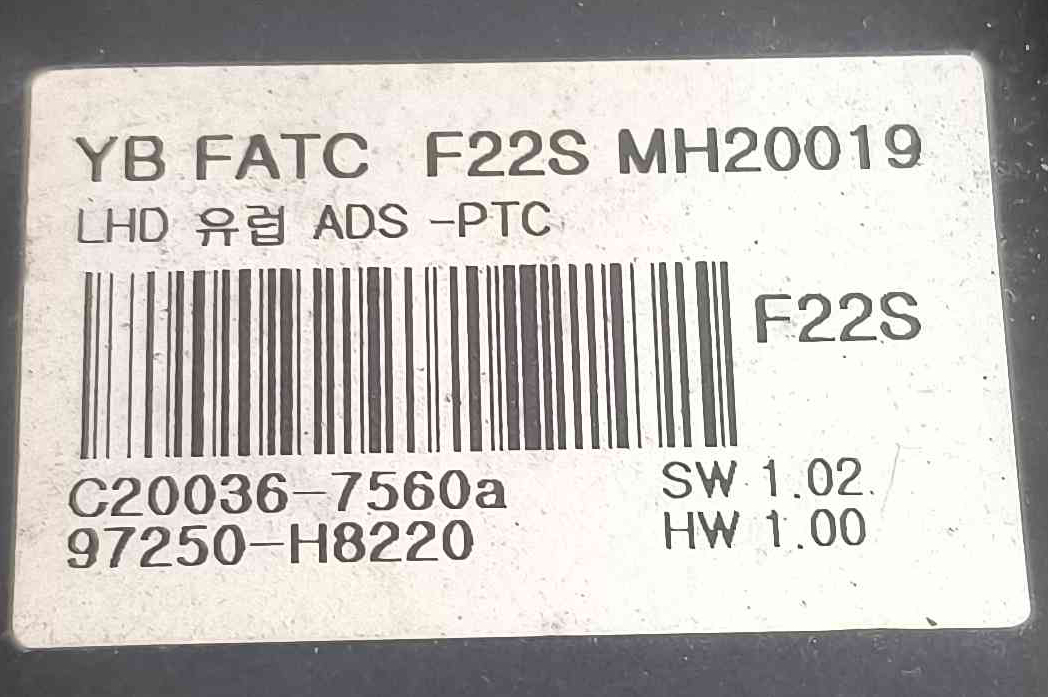 YB FATC F22S MH20019
LHD 유럽 ADS -PTC
F22S
C20036-7560a
SW 1.02
97250-H8220
HW 1.00